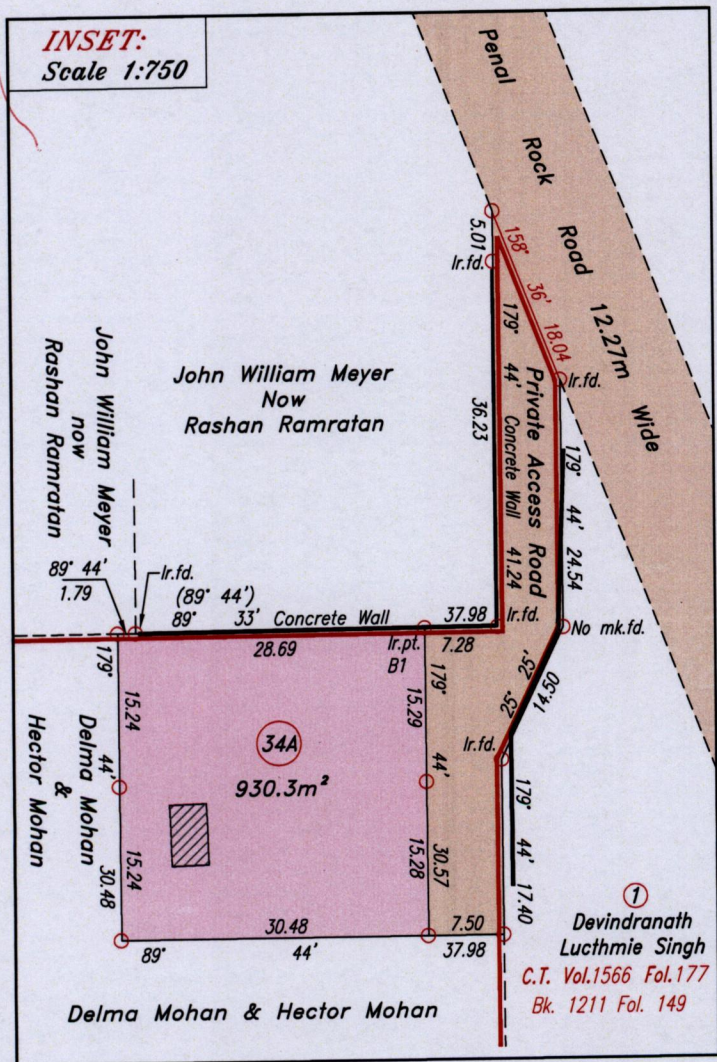 INSET:
Scale 1:750
Penal Rock Road 12.27m Wide
5.01
Ir.fd.
158° 36' 18.04
Ir.fd.
John William Meyer
Now
Rashan Ramratan
36.23
179° 44' 41.24
Concrete Wall
Private Access Road
179° 44' 24.54
John William Meyer
now
Rashan Ramratan
89° 44'
1.79
Ir.fd.
(89° 44')
89° 33' Concrete Wall
28.69
37.98
7.28
Ir.fd.
No mk.fd.
Ir.pt.
B1
25° 25'
14.50
Ir.fd.
179° 44' 30.48
15.24
15.24
Delma Mohan
&
Hector Mohan
34A
930.3m²
179° 44' 30.57
15.29
15.28
179° 44' 17.40
30.48
7.50
89° 44' 37.98
1
Devindranath
Lucthmie Singh
C.T. Vol.1566 Fol.177
Bk. 1211 Fol. 149
Delma Mohan & Hector Mohan